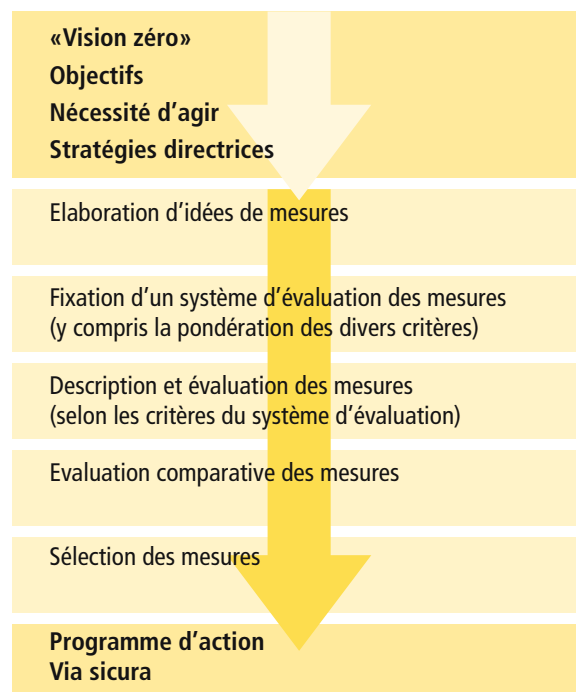 «Vision zéro»
Objectifs
Nécessité d’agir
Stratégies directrices
Elaboration d’idées de mesures
Fixation d’un système d’évaluation des mesures
(y compris la pondération des divers critères)
Description et évaluation des mesures
(selon les critères du système d’évaluation)
Evaluation comparative des mesures
Sélection des mesures
Programme d’action
Via sicura